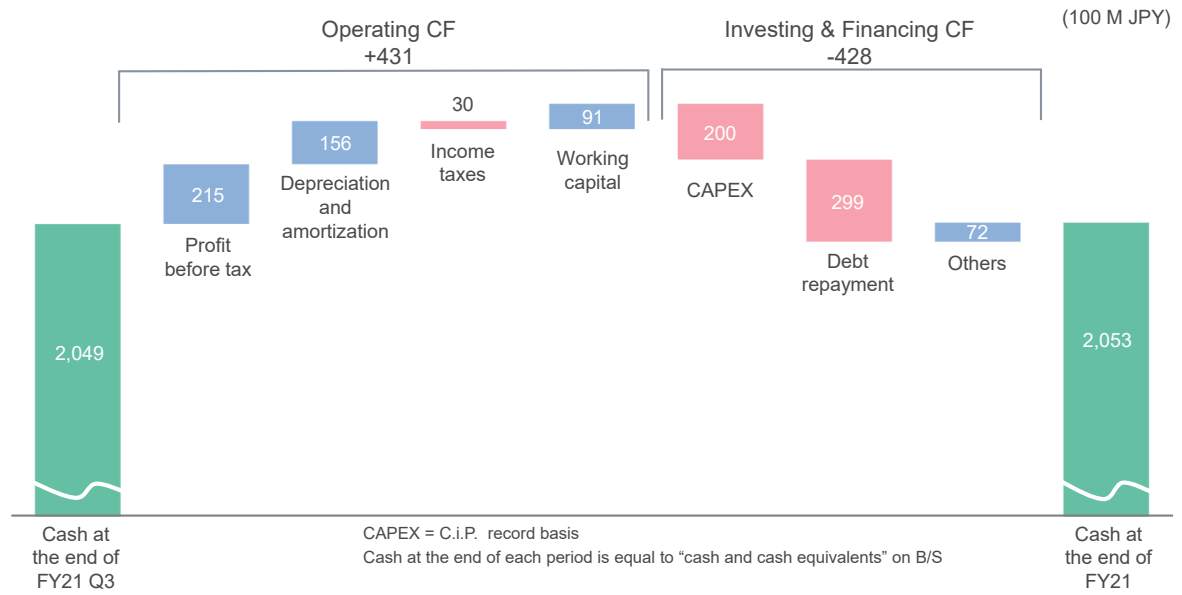 (100 M JPY)
Operating CF
+431
Investing & Financing CF
-428
2,049
215
Profit
before tax
156
Depreciation
and
amortization
30
Income
taxes
91
Working
capital
200
CAPEX
299
Debt
repayment
72
Others
2,053
Cash at
the end of
FY21 Q3
CAPEX = C.i.P. record basis
Cash at the end of each period is equal to “cash and cash equivalents” on B/S
Cash at
the end of
FY21